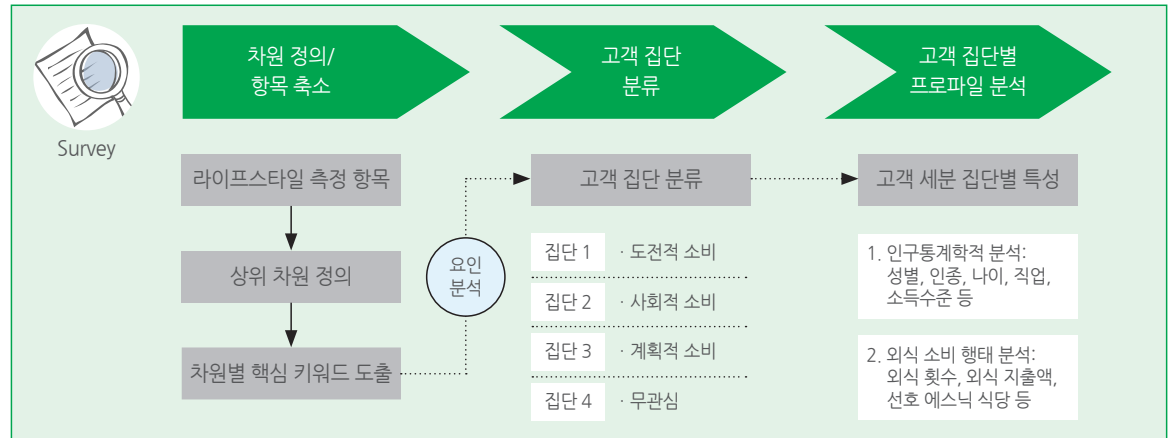 Survey
차원 정의/
항목 축소
고객 집단
분류
고객 집단별
프로파일 분석
라이프스타일 측정 항목
상위 차원 정의
차원별 핵심 키워드 도출
요인
분석
고객 집단 분류
집단 1 · 도전적 소비
집단 2 · 사회적 소비
집단 3 · 계획적 소비
집단 4 · 무관심
고객 세분 집단별 특성
1. 인구통계학적 분석:
성별, 인종, 나이, 직업,
소득수준 등
2. 외식 소비 행태 분석:
외식 횟수, 외식 지출액,
선호 에스닉 식당 등